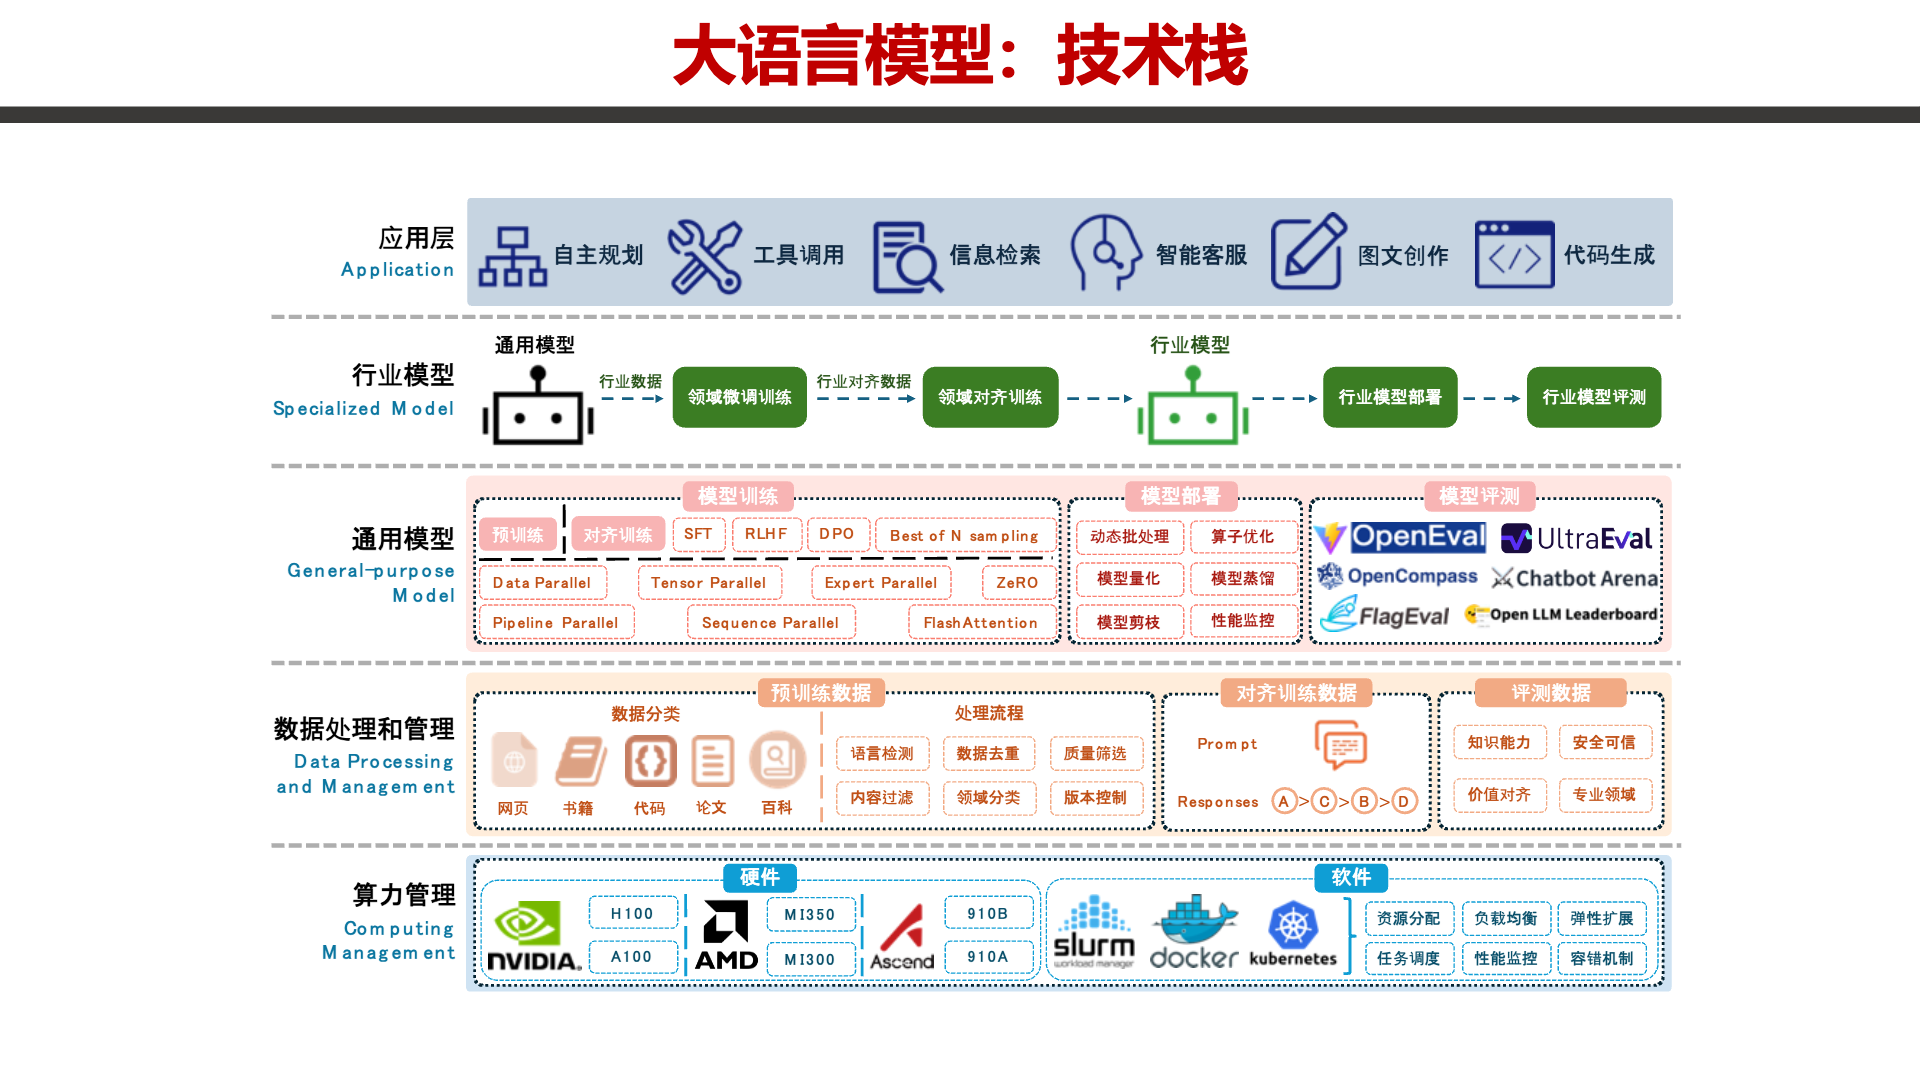 大语言模型：技术栈
应用层
Application
自主规划
工具调用
信息检索
智能客服
图文创作
</>
代码生成
行业模型
Specialized Model
通用模型
行业数据
领域微调训练
行业对齐数据
领域对齐训练
行业模型
行业模型部署
行业模型评测
通用模型
General-purpose
Model
模型训练
预训练
对齐训练
SFT
RLHF
DPO
Best of N sampling
Data Parallel
Tensor Parallel
Expert Parallel
ZeRO
Pipeline Parallel
Sequence Parallel
FlashAttention
模型部署
动态批处理
算子优化
模型量化
模型蒸馏
模型剪枝
性能监控
模型评测
OpenEval
UltraEval
OpenCompass
Chatbot Arena
FlagEval
Open LLM Leaderboard
数据处理和管理
Data Processing
and Management
预训练数据
数据分类
网页
书籍
代码
论文
百科
处理流程
语言检测
数据去重
质量筛选
内容过滤
领域分类
版本控制
对齐训练数据
Prompt
Responses
A>C>B>D
评测数据
知识能力
安全可信
价值对齐
专业领域
算力管理
Computing
Management
硬件
NVIDIA.
H100
A100
AMD
MI350
MI300
Ascend
910B
910A
软件
slurm
workload manager
docker
kubernetes
资源分配
负载均衡
弹性扩展
任务调度
性能监控
容错机制